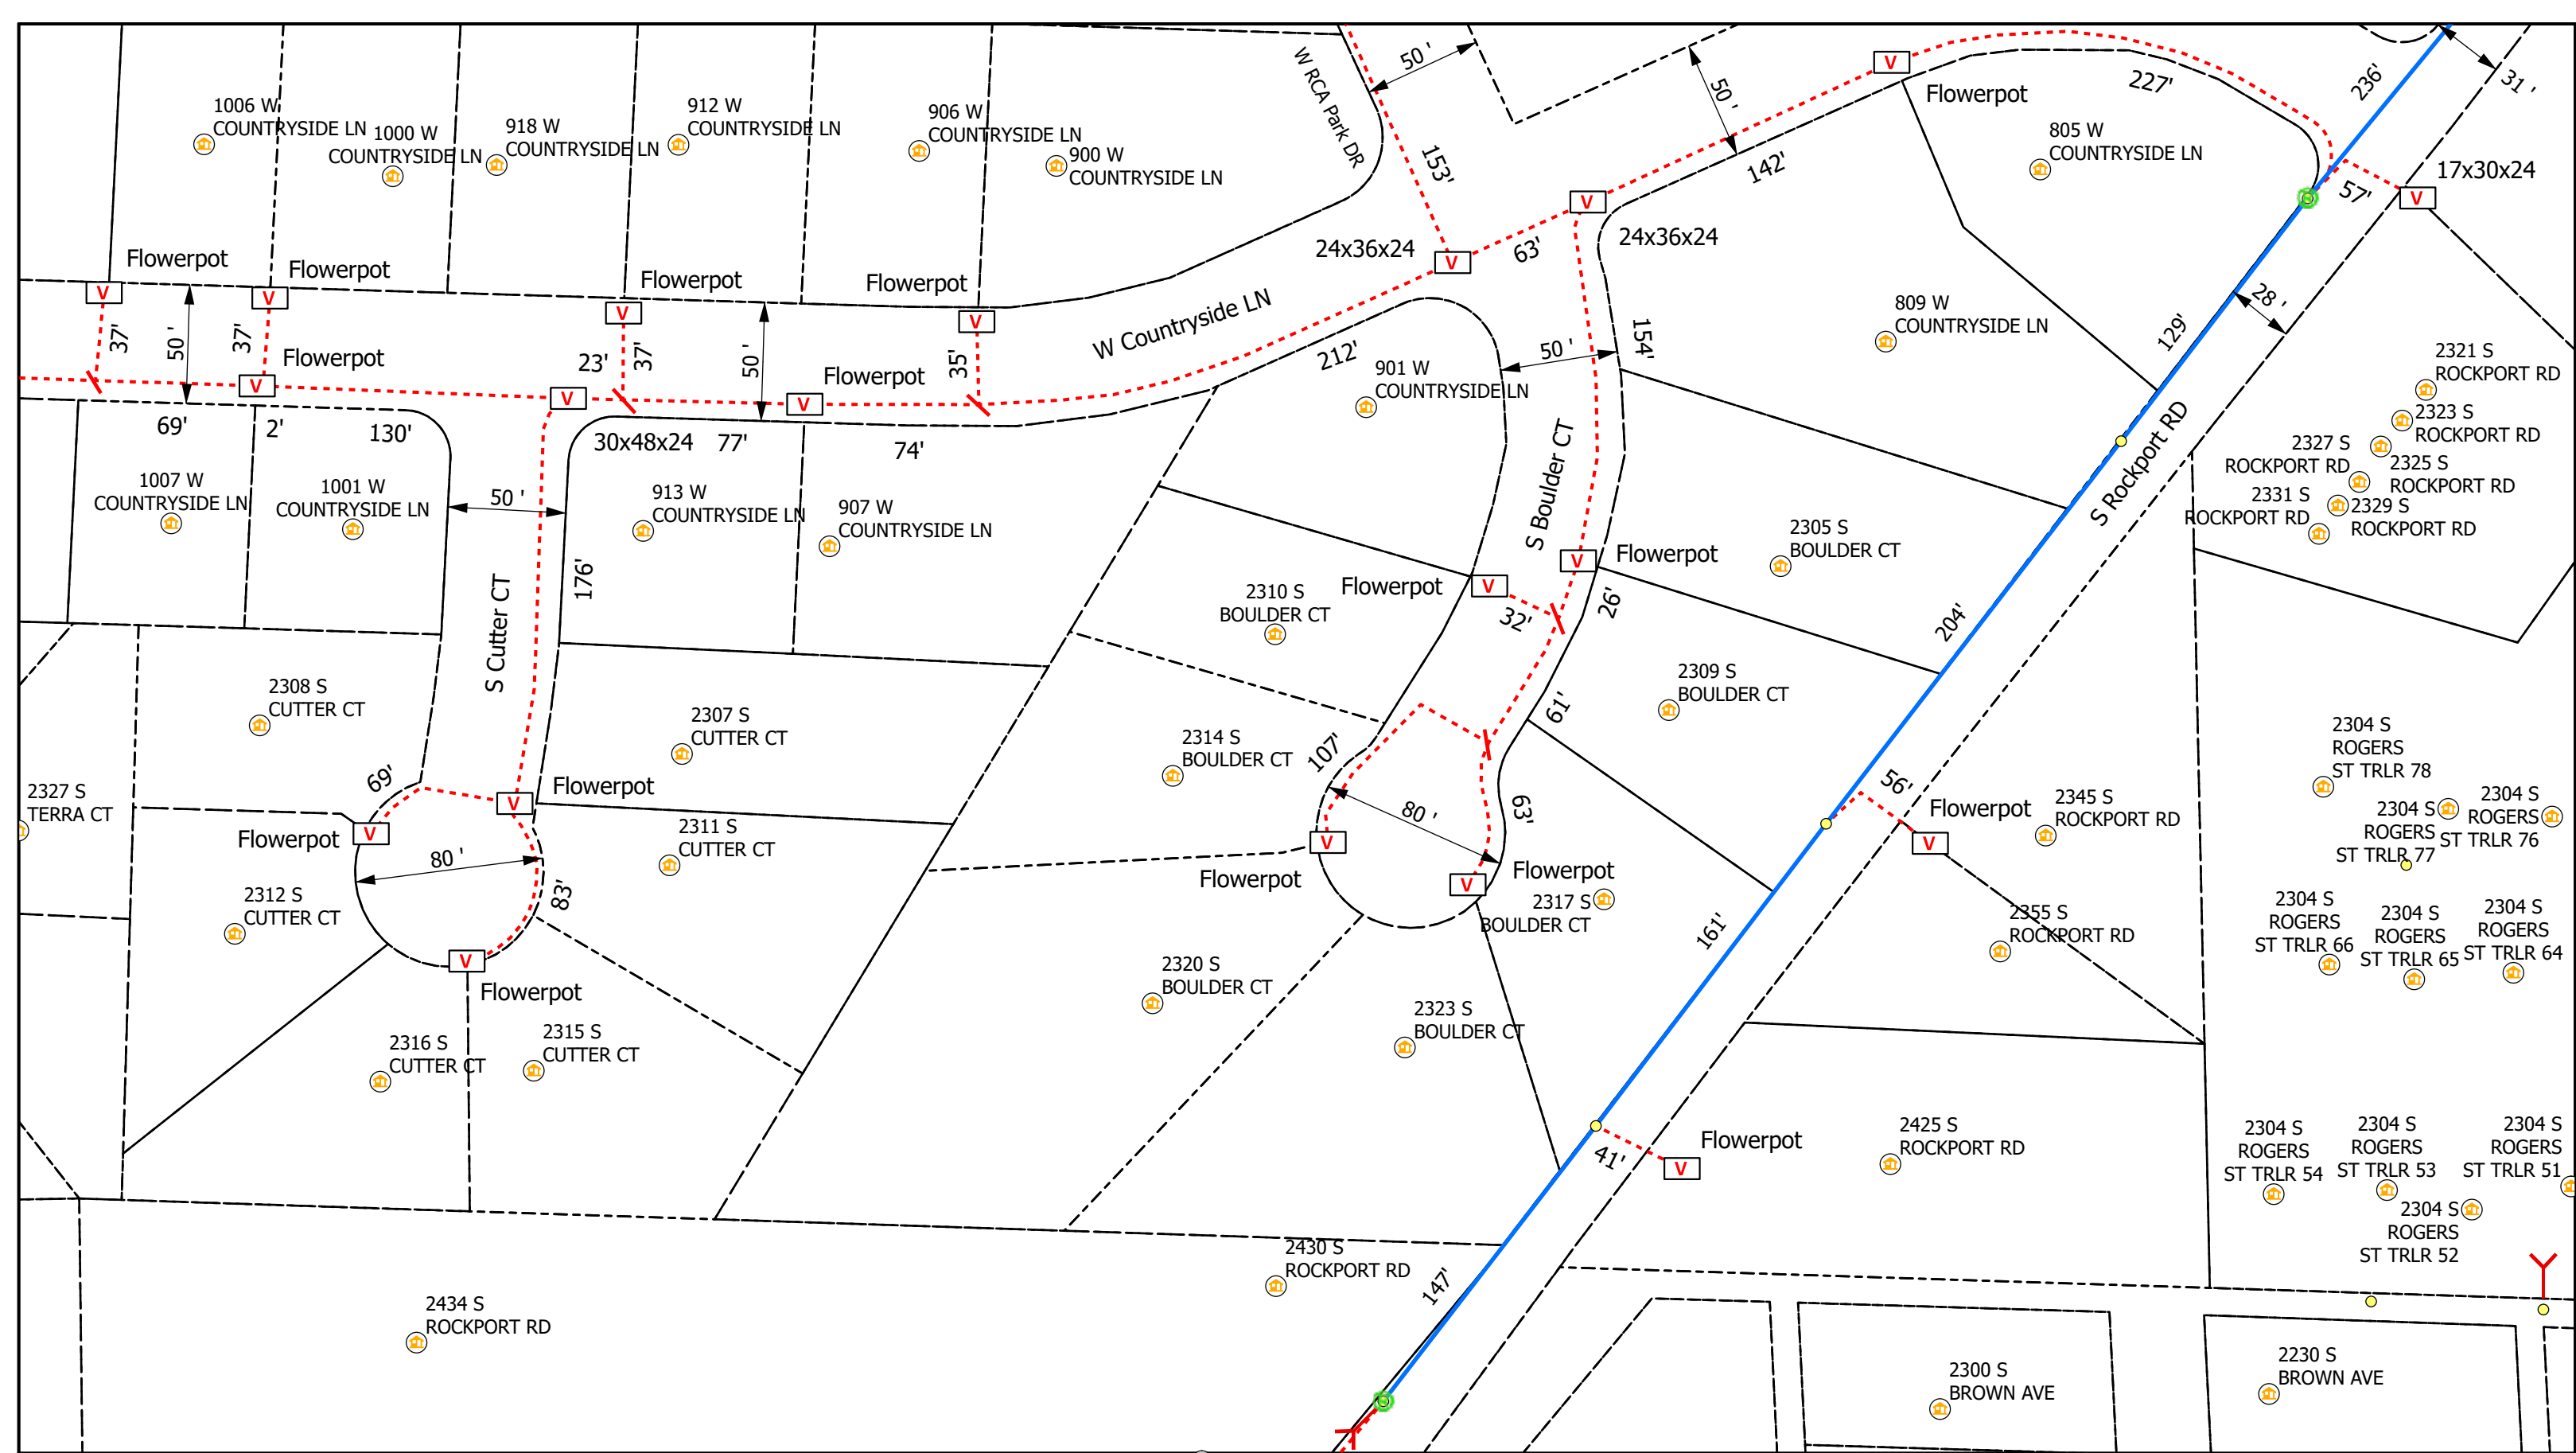 W RCA Park DR
50 '
50 '
227'
236'
31 '
1006 W
COUNTRYSIDE LN
1000 W
COUNTRYSIDE LN
918 W
COUNTRYSIDE LN
912 W
COUNTRYSIDE LN
906 W
COUNTRYSIDE LN
900 W
COUNTRYSIDE LN
V
Flowerpot
805 W
COUNTRYSIDE LN
153'
142'
57'
17x30x24
V
V
24x36x24
V
63'
24x36x24
Flowerpot
Flowerpot
Flowerpot
Flowerpot
V
V
V
V
37'
50 '
37'
37'
50 '
35'
W Countryside LN
212'
50 '
154'
809 W
COUNTRYSIDE LN
129'
28 '
Flowerpot
23'
Flowerpot
V
V
V
901 W
COUNTRYSIDE LN
69'
2'
130'
30x48x24
77'
74'
2321 S
ROCKPORT RD
2323 S
ROCKPORT RD
2327 S
ROCKPORT RD
2325 S
ROCKPORT RD
2331 S
ROCKPORT RD
2329 S
ROCKPORT RD
S Rockport RD
1007 W
COUNTRYSIDE LN
1001 W
COUNTRYSIDE LN
50 '
913 W
COUNTRYSIDE LN
907 W
COUNTRYSIDE LN
S Boulder CT
2305 S
BOULDER CT
176'
S Cutter CT
V
Flowerpot
Flowerpot
V
32'
26'
2310 S
BOULDER CT
204'
2308 S
CUTTER CT
2307 S
CUTTER CT
2309 S
BOULDER CT
61'
2314 S
BOULDER CT
107'
80 '
63'
2304 S
ROGERS
ST TRLR 78
2304 S
ROGERS
ST TRLR 77
2304 S
ROGERS
ST TRLR 76
2327 S
TERRA CT
69'
Flowerpot
V
V
Flowerpot
80 '
83'
2311 S
CUTTER CT
V
Flowerpot
V
Flowerpot
2317 S
BOULDER CT
56'
V
Flowerpot
2345 S
ROCKPORT RD
2355 S
ROCKPORT RD
161'
2312 S
CUTTER CT
V
Flowerpot
2316 S
CUTTER CT
2315 S
CUTTER CT
2320 S
BOULDER CT
2323 S
BOULDER CT
2304 S
ROGERS
ST TRLR 66
2304 S
ROGERS
ST TRLR 65
2304 S
ROGERS
ST TRLR 64
41'
V
Flowerpot
2425 S
ROCKPORT RD
2304 S
ROGERS
ST TRLR 54
2304 S
ROGERS
ST TRLR 53
2304 S
ROGERS
ST TRLR 51
2304 S
ROGERS
ST TRLR 52
2430 S
ROCKPORT RD
147'
2434 S
ROCKPORT RD
2300 S
BROWN AVE
2230 S
BROWN AVE